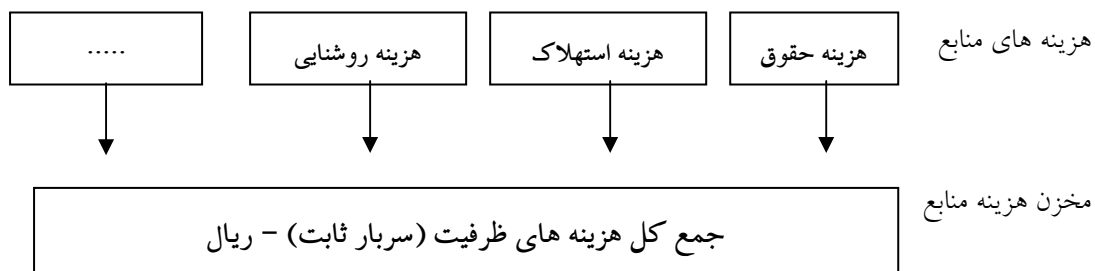 هزینه های منابع
هزینه حقوق
هزینه استهلاک
هزینه روشنایی
.....
مخزن هزینه منابع
جمع کل هزینه های ظرفیت (سربار ثابت) – ریال